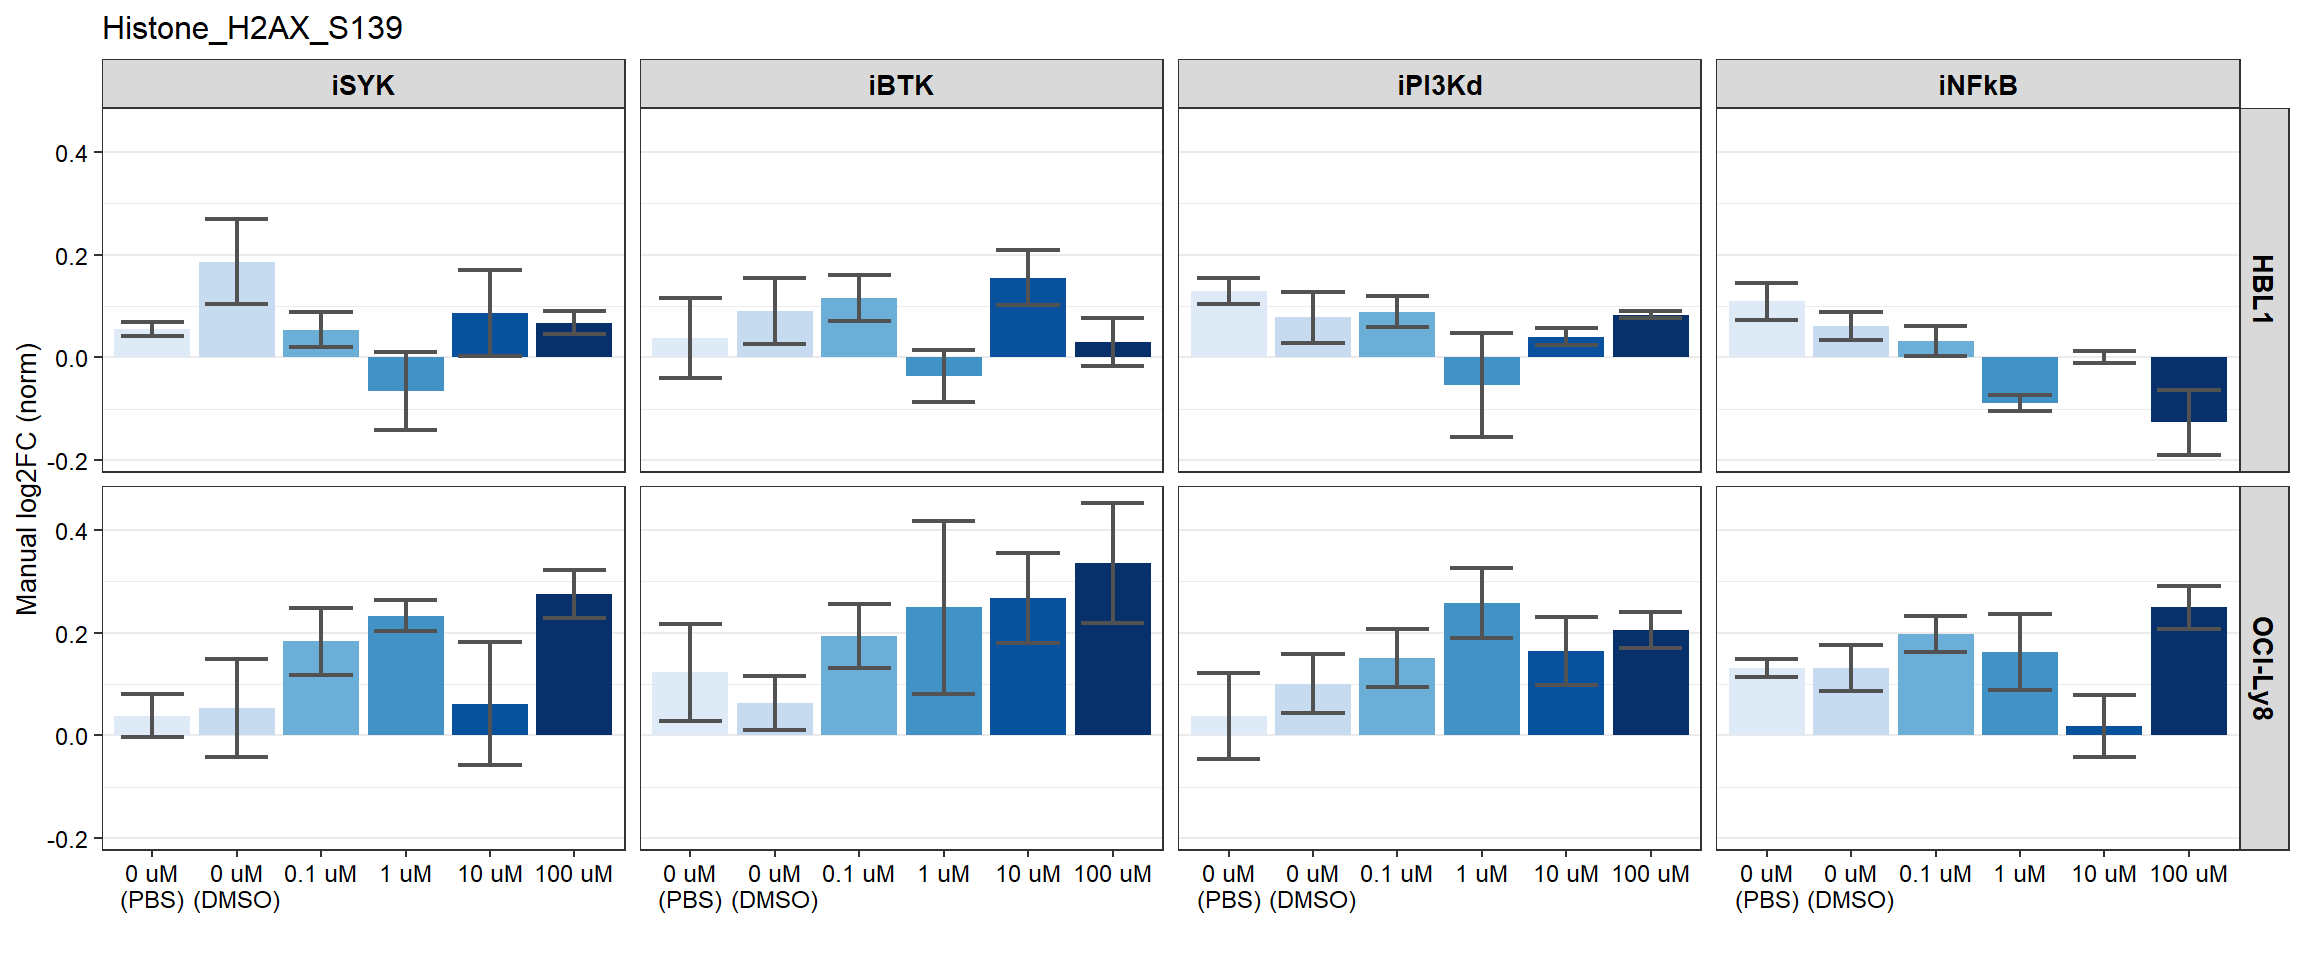 Histone_H2AX_S139
iSYK
iBTK
iPI3Kd
iNFkB
Manual log2FC (norm)
0.4
0.2
0.0
-0.2
HBL1
0.4
0.2
0.0
-0.2
OCI-Ly8
0 uM (PBS)
0 uM (DMSO)
0.1 uM
1 uM
10 uM
100 uM
0 uM (PBS)
0 uM (DMSO)
0.1 uM
1 uM
10 uM
100 uM
0 uM (PBS)
0 uM (DMSO)
0.1 uM
1 uM
10 uM
100 uM
0 uM (PBS)
0 uM (DMSO)
0.1 uM
1 uM
10 uM
100 uM